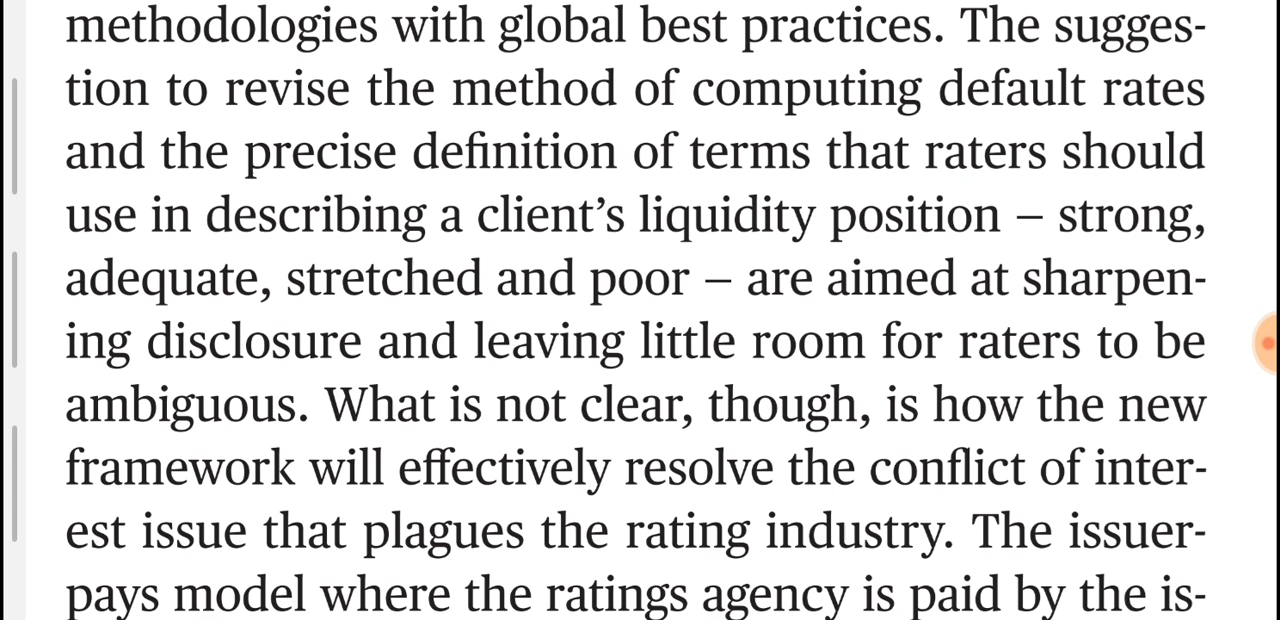 methodologies with global best practices. The sugges-
tion to revise the method of computing default rates
and the precise definition of terms that raters should
use in describing a client’s liquidity position – strong,
adequate, stretched and poor – are aimed at sharpen-
ing disclosure and leaving little room for raters to be
ambiguous. What is not clear, though, is how the new
framework will effectively resolve the conflict of inter-
est issue that plagues the rating industry. The issuer-
pays model where the ratings agency is paid by the is-